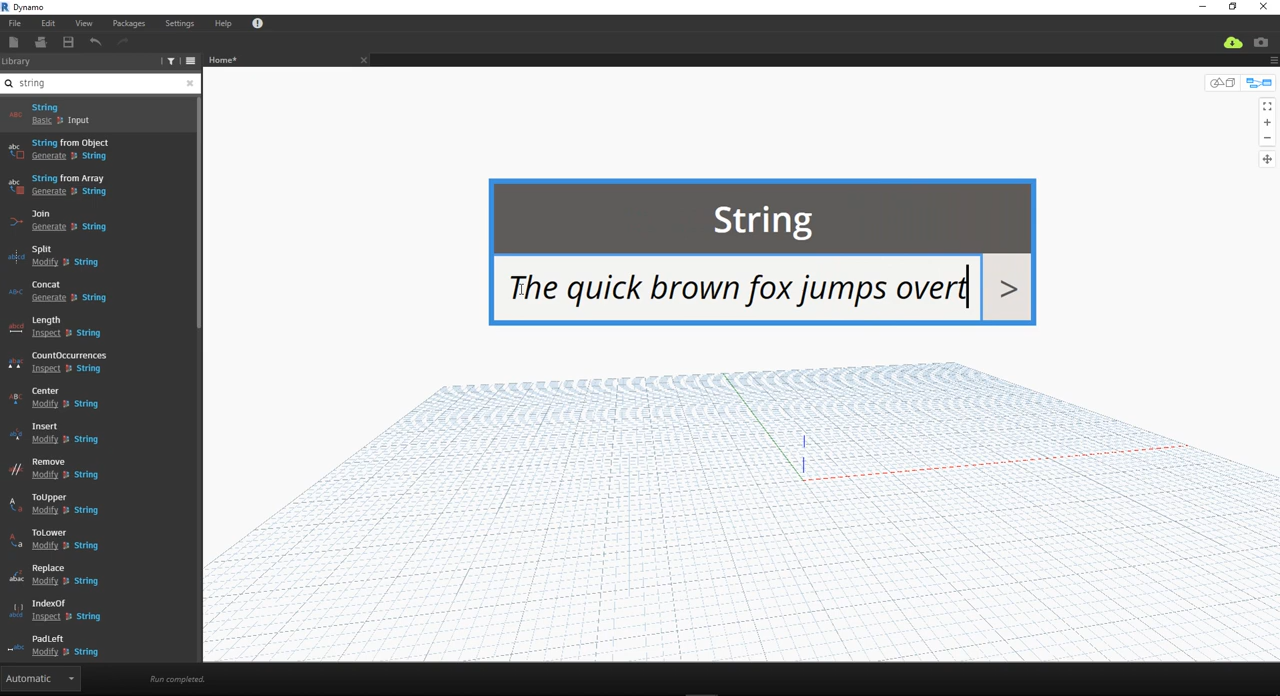 Dynamo
File Edit View Packages Settings Help
Library
Home*
string
String
Basic Input
String from Object
Generate String
String from Array
Generate String
Join
Generate String
Split
Modify String
Concat
Generate String
Length
Inspect String
CountOccurrences
Inspect String
Center
Modify String
Insert
Modify String
Remove
Modify String
ToUpper
Modify String
ToLower
Modify String
Replace
Modify String
IndexOf
Inspect String
PadLeft
Modify String
String
The quick brown fox jumps overt
>
Automatic
Run completed.